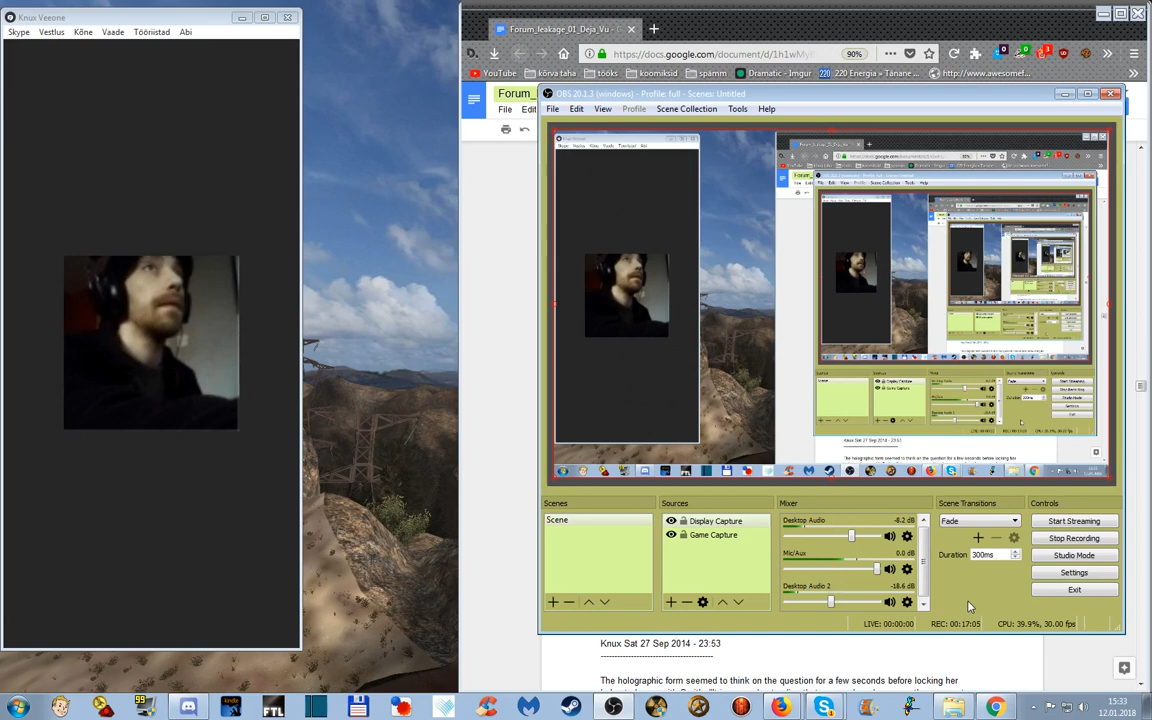 Knux Veeone
Skype Vestlus Kõne Vaade Tööriistad Abi
Forum_leakage_01_Deja_Vu -
https://docs.google.com/document/d/1h1wMy
90%
YouTube kõrva taha tööks koomiksid spämm Dramatic - Imgur 220 Energia » Tänane ... http://www.awesomef...
Forum_
File Edit
OBS 20.1.3 (windows) - Profile: full - Scenes: Untitled
File Edit View Profile Scene Collection Tools Help
Scenes
Scene
Sources
Display Capture
Game Capture
Mixer
Desktop Audio -8.2 dB
Mic/Aux 0.0 dB
Desktop Audio 2 -18.6 dB
Scene Transitions
Fade
Duration 300ms
Controls
Start Streaming
Stop Recording
Studio Mode
Settings
Exit
LIVE: 00:00:00 REC: 00:17:05 CPU: 39.9%, 30.00 fps
Knux Sat 27 Sep 2014 - 23:53
The holographic form seemed to think on the question for a few seconds before locking her
kindle
FTL
15:33
12.01.2018